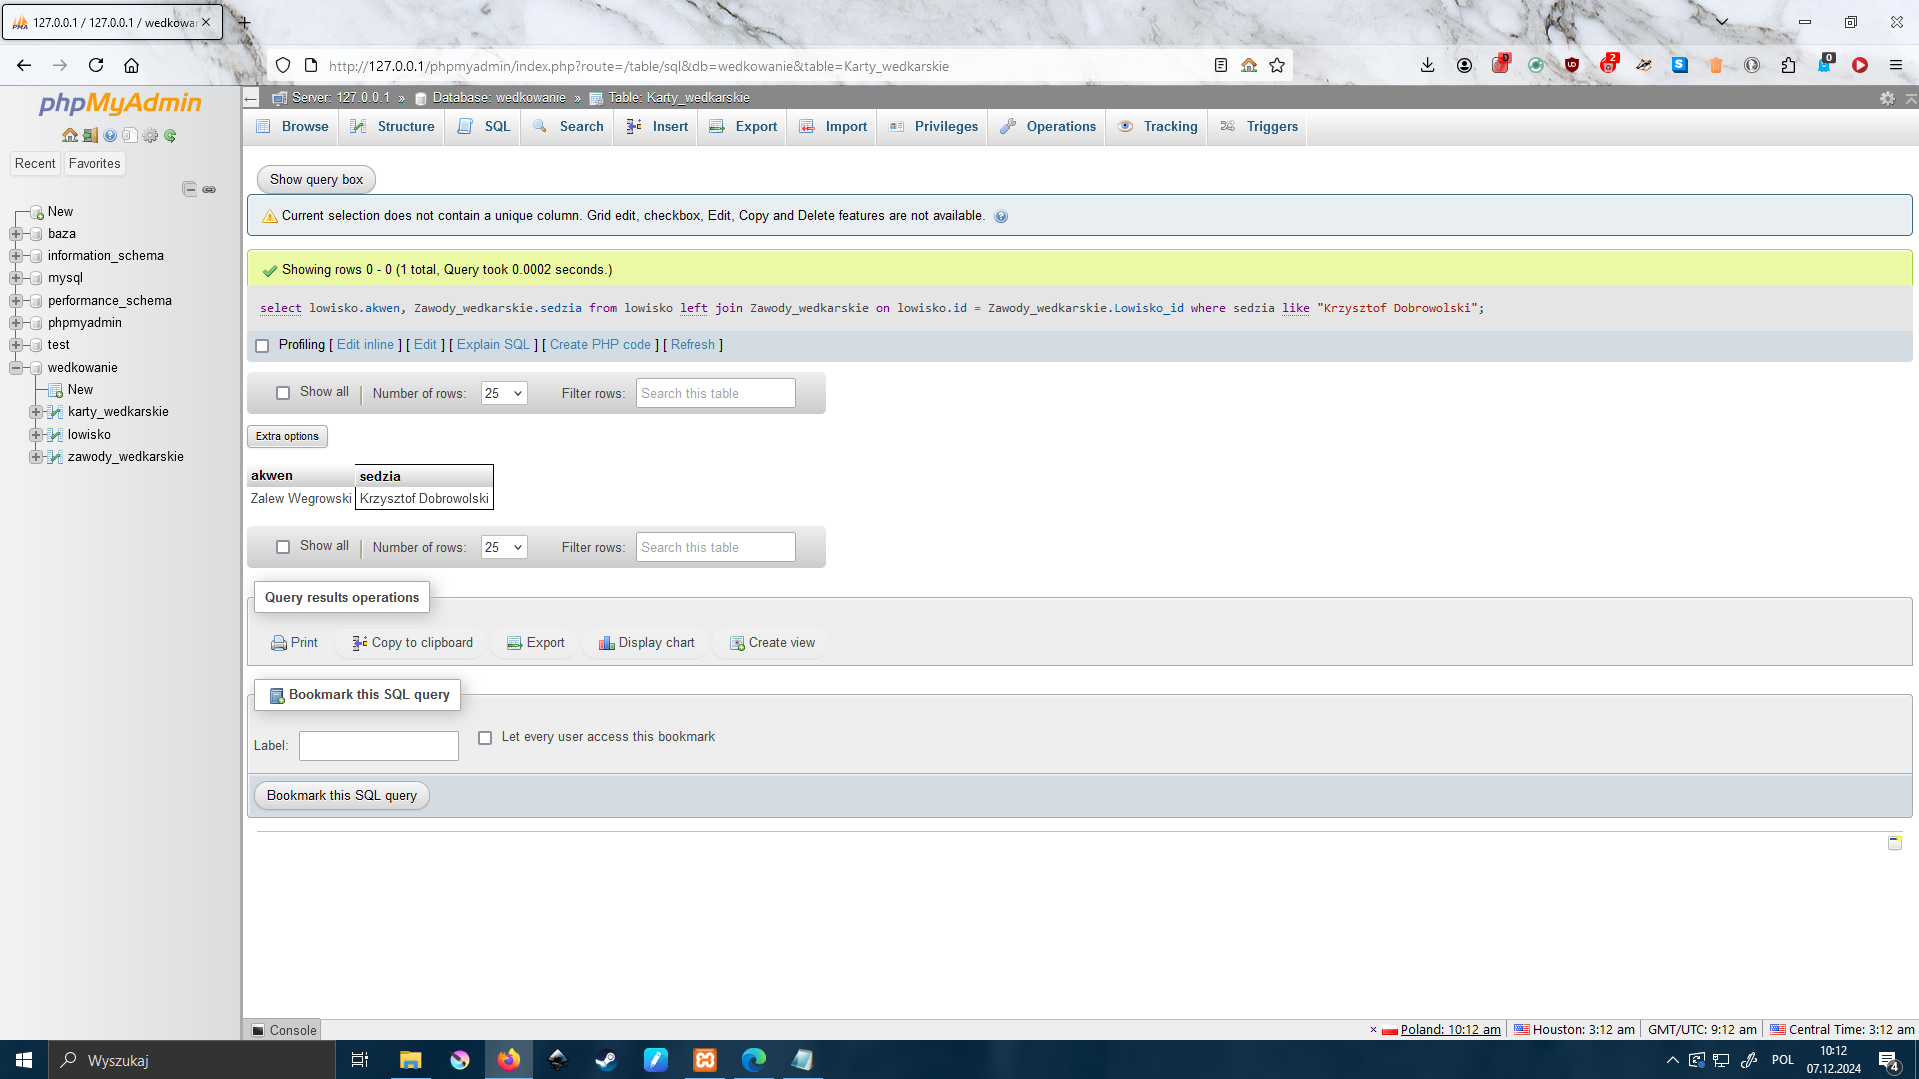 127.0.0.1 / 127.0.0.1 / wedkowa
http://127.0.0.1/phpmyadmin/index.php?route=/table/sql&db=wedkowanie&table=Karty_wedkarskie
phpMyAdmin
Recent
Favorites
New
baza
information_schema
mysql
performance_schema
phpmyadmin
test
wedkowanie
New
karty_wedkarskie
lowisko
zawody_wedkarskie
Server: 127.0.0.1 » Database: wedkowanie » Table: Karty_wedkarskie
Browse Structure SQL Search Insert Export Import Privileges Operations Tracking Triggers
Show query box
Current selection does not contain a unique column. Grid edit, checkbox, Edit, Copy and Delete features are not available.
Showing rows 0 - 0 (1 total, Query took 0.0002 seconds.)
select lowisko.akwen, Zawody_wedkarskie.sedzia from lowisko left join Zawody_wedkarskie on lowisko.id = Zawody_wedkarskie.Lowisko_id where sedzia like "Krzysztof Dobrowolski";
Profiling [ Edit inline ] [ Edit ] [ Explain SQL ] [ Create PHP code ] [ Refresh ]
Show all | Number of rows: 25 Filter rows: Search this table
Extra options
akwen sedzia
Zalew Wegrowski Krzysztof Dobrowolski
Show all | Number of rows: 25 Filter rows: Search this table
Query results operations
Print Copy to clipboard Export Display chart Create view
Bookmark this SQL query
Label: Let every user access this bookmark
Bookmark this SQL query
Console
× Poland: 10:12 am Houston: 3:12 am GMT/UTC: 9:12 am Central Time: 3:12 am
Wyszukaj
POL
10:12
07.12.2024
4